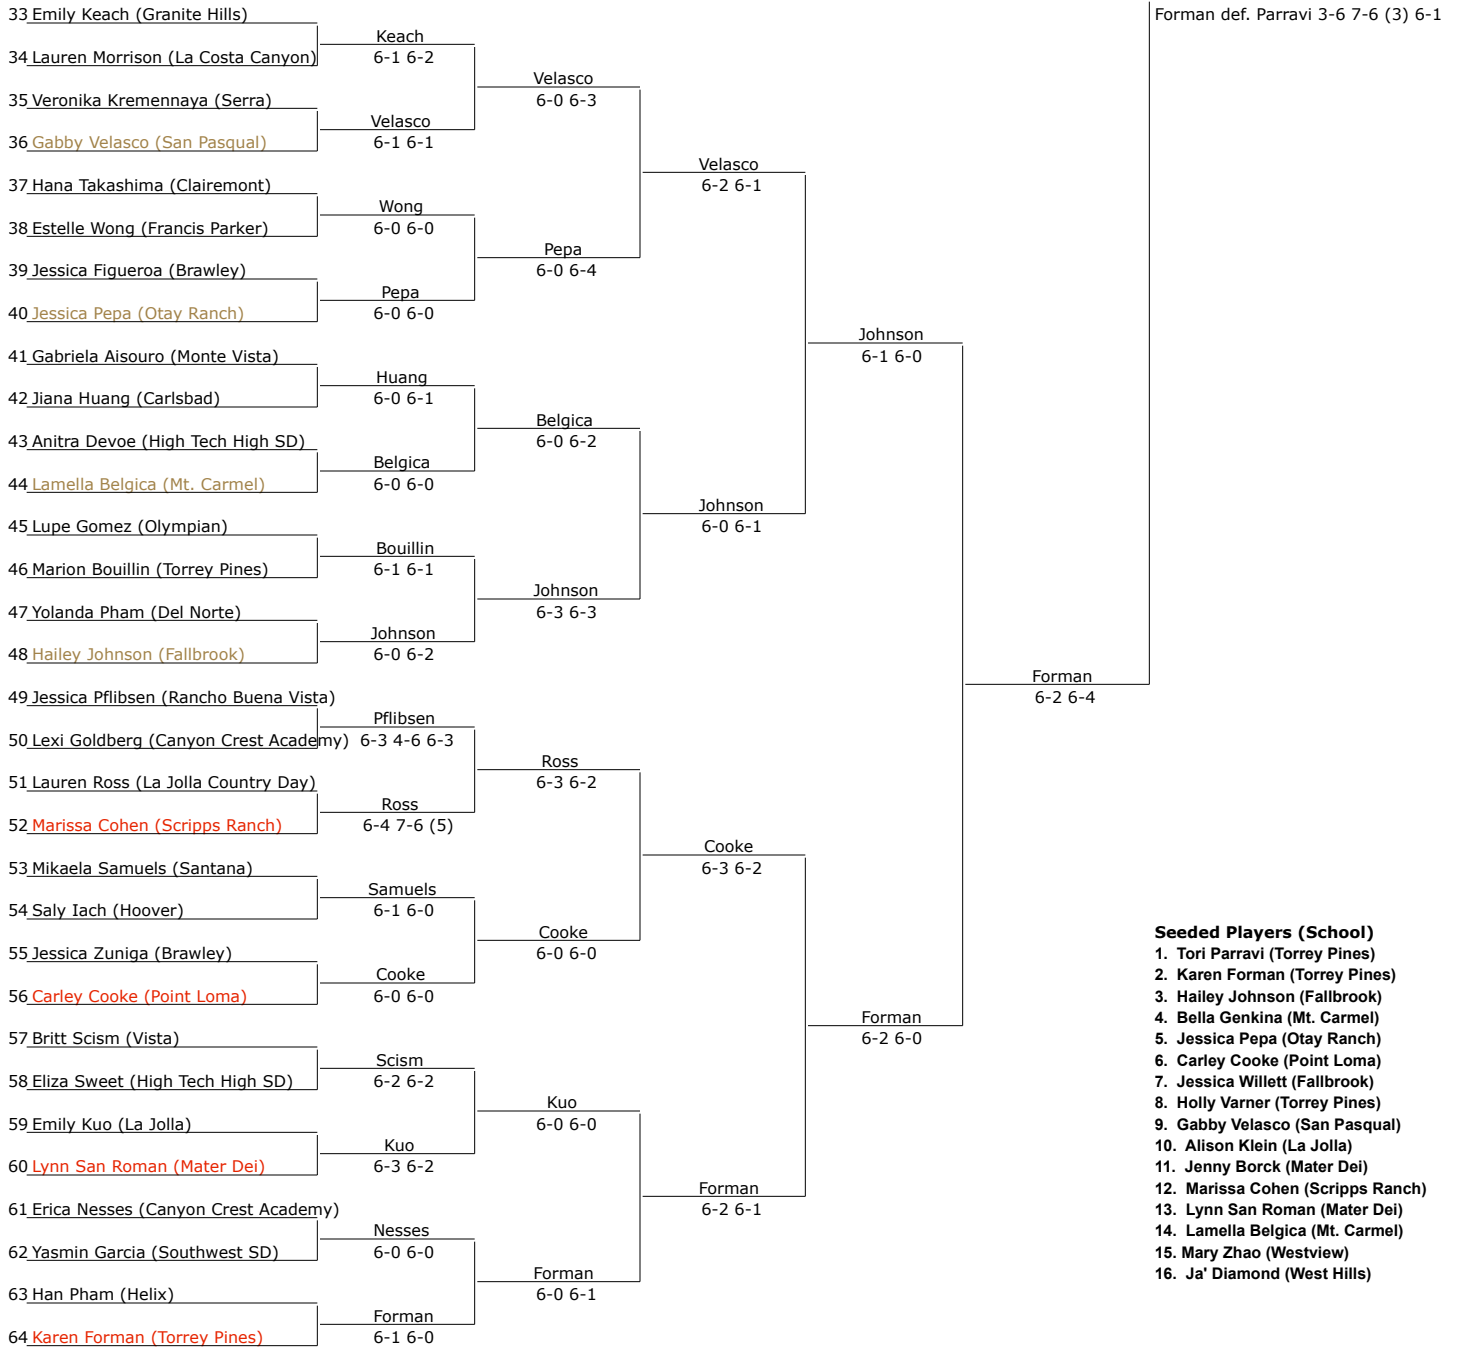 33 Emily Keach (Granite Hills)
34 Lauren Morrison (La Costa Canyon)
35 Veronika Kremennaya (Serra)
36 Gabby Velasco (San Pasqual)
37 Hana Takashima (Clairemont)
38 Estelle Wong (Francis Parker)
39 Jessica Figueroa (Brawley)
40 Jessica Pepa (Otay Ranch)
41 Gabriela Aisouro (Monte Vista)
42 Jiana Huang (Carlsbad)
43 Anitra Devoe (High Tech High SD)
44 Lamella Belgica (Mt. Carmel)
45 Lupe Gomez (Olympian)
46 Marion Bouillin (Torrey Pines)
47 Yolanda Pham (Del Norte)
48 Hailey Johnson (Fallbrook)
49 Jessica Pflibsen (Rancho Buena Vista)
50 Lexi Goldberg (Canyon Crest Academy)
51 Lauren Ross (La Jolla Country Day)
52 Marissa Cohen (Scripps Ranch)
53 Mikaela Samuels (Santana)
54 Saly Iach (Hoover)
55 Jessica Zuniga (Brawley)
56 Carley Cooke (Point Loma)
57 Britt Scism (Vista)
58 Eliza Sweet (High Tech High SD)
59 Emily Kuo (La Jolla)
60 Lynn San Roman (Mater Dei)
61 Erica Nesses (Canyon Crest Academy)
62 Yasmin Garcia (Southwest SD)
63 Han Pham (Helix)
64 Karen Forman (Torrey Pines)
Keach
6-1 6-2
Velasco
6-1 6-1
Wong
6-0 6-0
Pepa
6-0 6-0
Huang
6-0 6-1
Belgica
6-0 6-0
Bouillin
6-1 6-1
Johnson
6-0 6-2
Pflibsen
6-3 4-6 6-3
Ross
6-4 7-6 (5)
Samuels
6-1 6-0
Cooke
6-0 6-0
Scism
6-2 6-2
Kuo
6-3 6-2
Nesses
6-0 6-0
Forman
6-1 6-0
Velasco
6-0 6-3
Pepa
6-0 6-4
Belgica
6-0 6-2
Johnson
6-3 6-3
Ross
6-3 6-2
Cooke
6-0 6-0
Kuo
6-0 6-0
Forman
6-0 6-1
Velasco
6-2 6-1
Johnson
6-0 6-1
Cooke
6-3 6-2
Forman
6-2 6-1
Johnson
6-1 6-0
Forman
6-2 6-0
Forman
6-2 6-4
Forman def. Parravi 3-6 7-6 (3) 6-1
Seeded Players (School)
1. Tori Parravi (Torrey Pines)
2. Karen Forman (Torrey Pines)
3. Hailey Johnson (Fallbrook)
4. Bella Genkina (Mt. Carmel)
5. Jessica Pepa (Otay Ranch)
6. Carley Cooke (Point Loma)
7. Jessica Willett (Fallbrook)
8. Holly Varner (Torrey Pines)
9. Gabby Velasco (San Pasqual)
10. Alison Klein (La Jolla)
11. Jenny Borck (Mater Dei)
12. Marissa Cohen (Scripps Ranch)
13. Lynn San Roman (Mater Dei)
14. Lamella Belgica (Mt. Carmel)
15. Mary Zhao (Westview)
16. Ja' Diamond (West Hills)